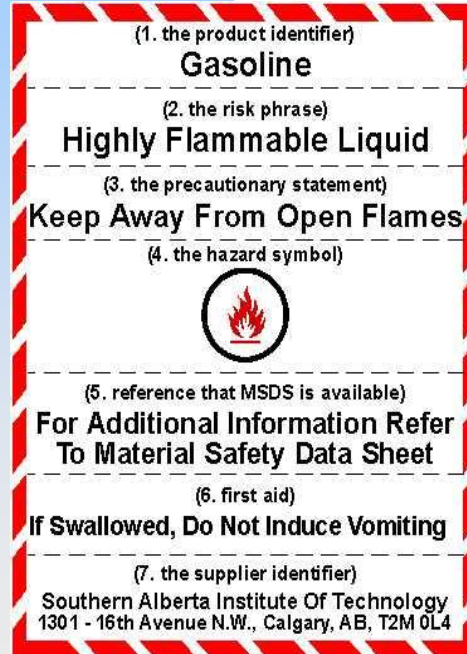 (1. the product identifier)
Gasoline
(2. the risk phrase)
Highly Flammable Liquid
(3. the precautionary statement)
Keep Away From Open Flames
(4. the hazard symbol)
(5. reference that MSDS is available)
For Additional Information Refer
To Material Safety Data Sheet
(6. first aid)
If Swallowed, Do Not Induce Vomiting
(7. the supplier identifier)
Southern Alberta Institute Of Technology
1301 - 16th Avenue N.W., Calgary, AB, T2M 0L4